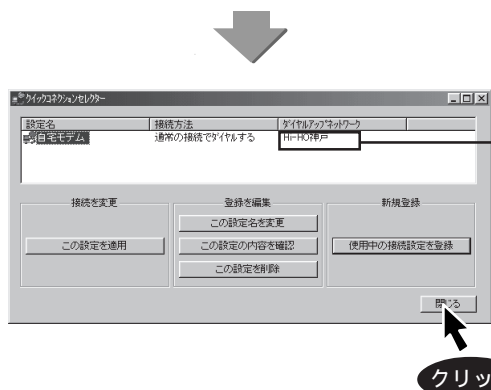 クイックコネクションセレクター
設定名 接続方法 ダイヤルアップネットワーク
自宅モデム 通常の接続でダイヤルする Hi-HO神戸
接続を変更 登録を編集 新規登録
この設定名を変更
この設定を適用 この設定の内容を確認 使用中の接続設定を登録
この設定を削除
閉じる
クリッ